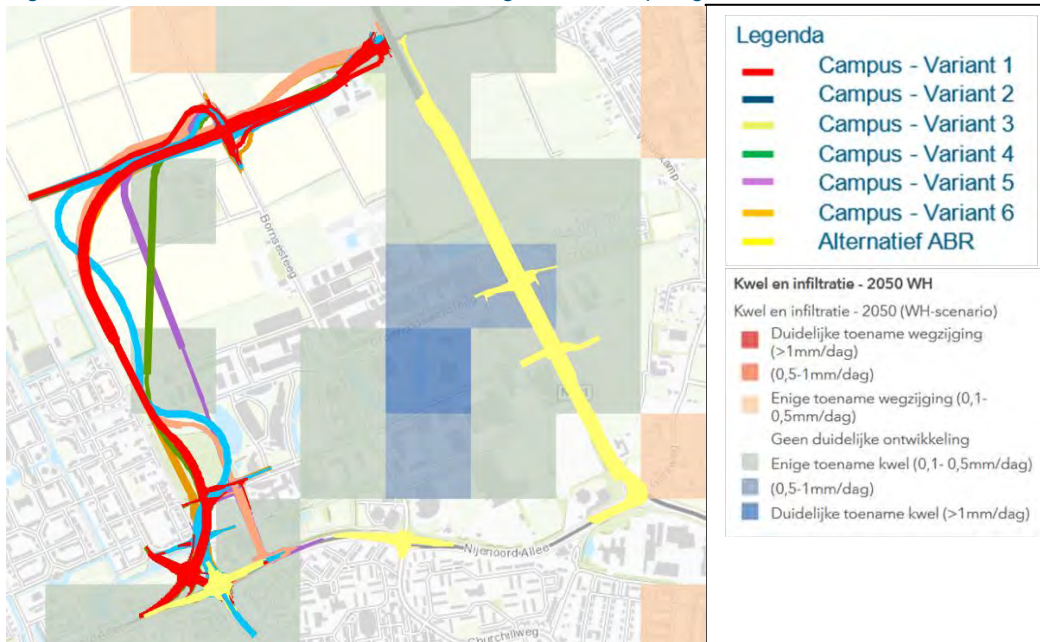 Legenda
Campus - Variant 1
Campus - Variant 2
Campus - Variant 3
Campus - Variant 4
Campus - Variant 5
Campus - Variant 6
Alternatief ABR
Kwel en infiltratie - 2050 WH
Kwel en infiltratie - 2050 (WH-scenario)
Duidelijke toename wegzijging
(>1mm/dag)
(0,5-1mm/dag)
Enige toename wegzijging (0,1-
0,5mm/dag)
Geen duidelijke ontwikkeling
Enige toename kwel (0,1- 0,5mm/dag)
(0,5-1mm/dag)
Duidelijke toename kwel (>1mm/dag)
Bornsesteeg
Nijenoord-Allee
Churchillweg